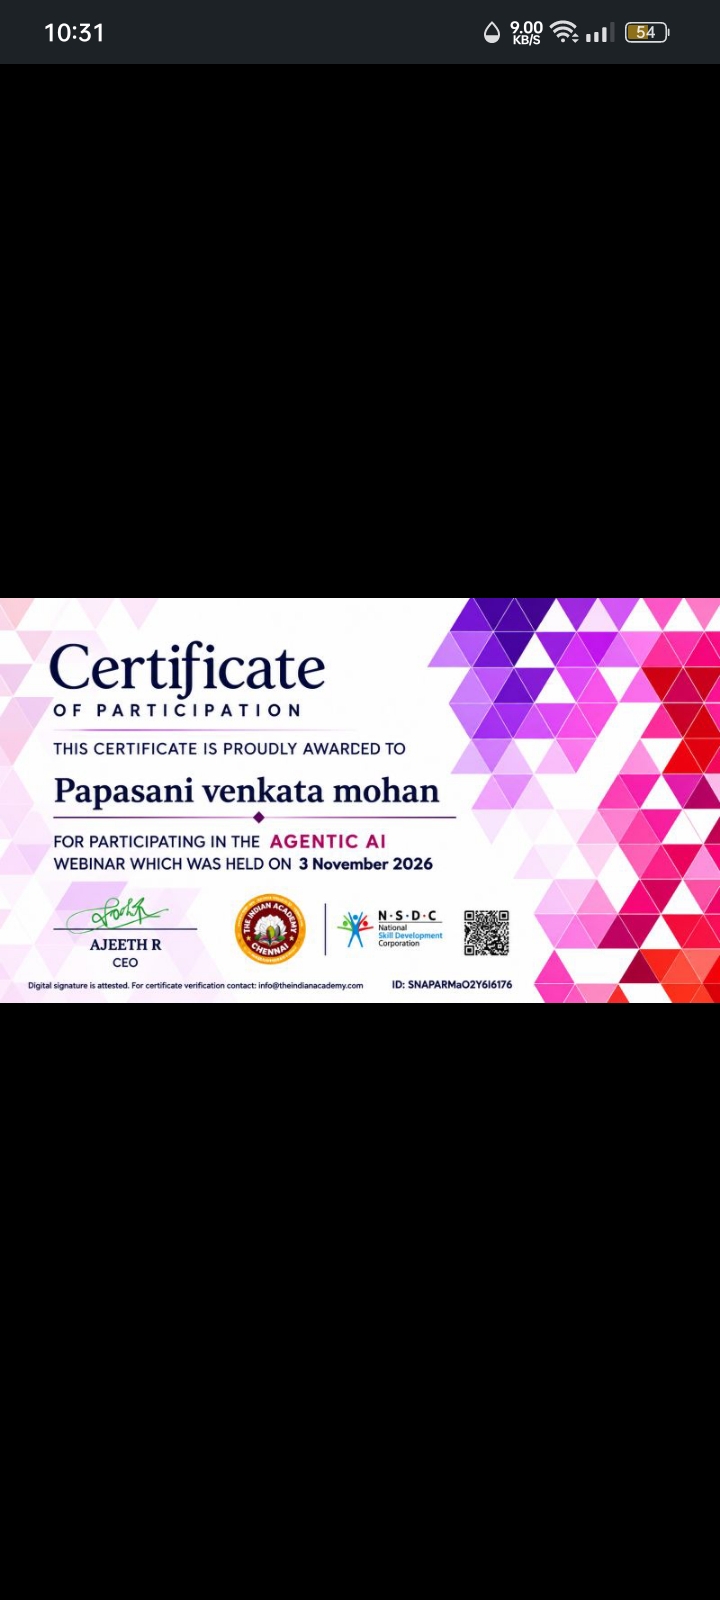 10:31
9.00
KB/S
54
Certificate
OF PARTICIPATION
THIS CERTIFICATE IS PROUDLY AWARDED TO
Papasani venkata mohan
FOR PARTICIPATING IN THE AGENTIC AI
WEBINAR WHICH WAS HELD ON 3 November 2026
AJEETH R
CEO
THE INDIAN ACADEMY
CHENNAI
N·S·D·C
National
Skill Development
Corporation
Digital signature is attested. For certificate verification contact: info@theindianacademy.com
ID: SNAPARMaO2Y6I6176